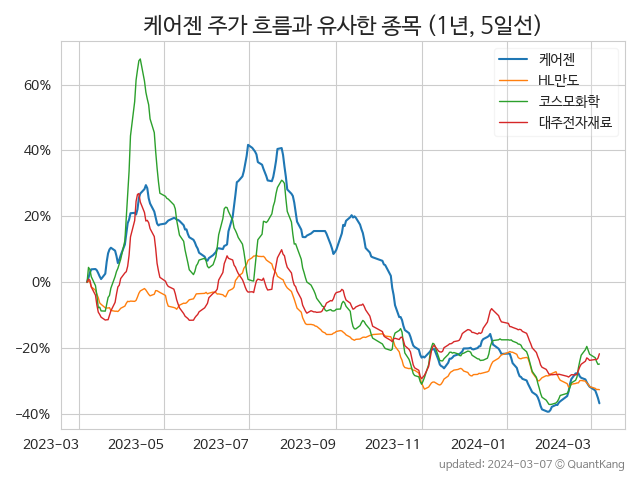 케어젠 주가 흐름과 유사한 종목 (1년, 5일선)
케어젠
HL만도
코스모화학
대주전자재료
60%
40%
20%
0%
−20%
−40%
2023-03
2023-05
2023-07
2023-09
2023-11
2024-01
2024-03
updated: 2024-03-07 © QuantKang